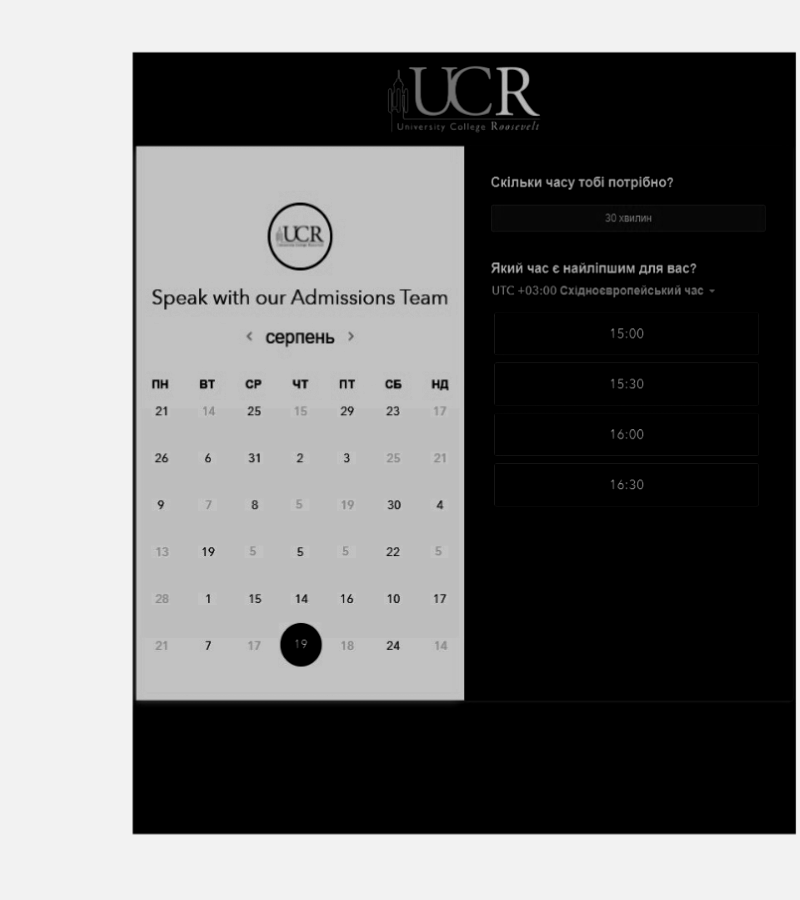 UCR
University College Roosevelt
UCR
Speak with our Admissions Team
‹ серпень ›
ПН ВТ СР ЧТ ПТ СБ НД
21 14 25 15 29 23 17
26 6 31 2 3 25 21
9 7 8 5 19 30 4
13 19 5 5 5 22 5
28 1 15 14 16 10 17
21 7 17 19 18 24 14
Скільки часу тобі потрібно?
30 хвилин
Який час є найліпшим для вас?
UTC +03:00 Східноєвропейський час
15:00
15:30
16:00
16:30